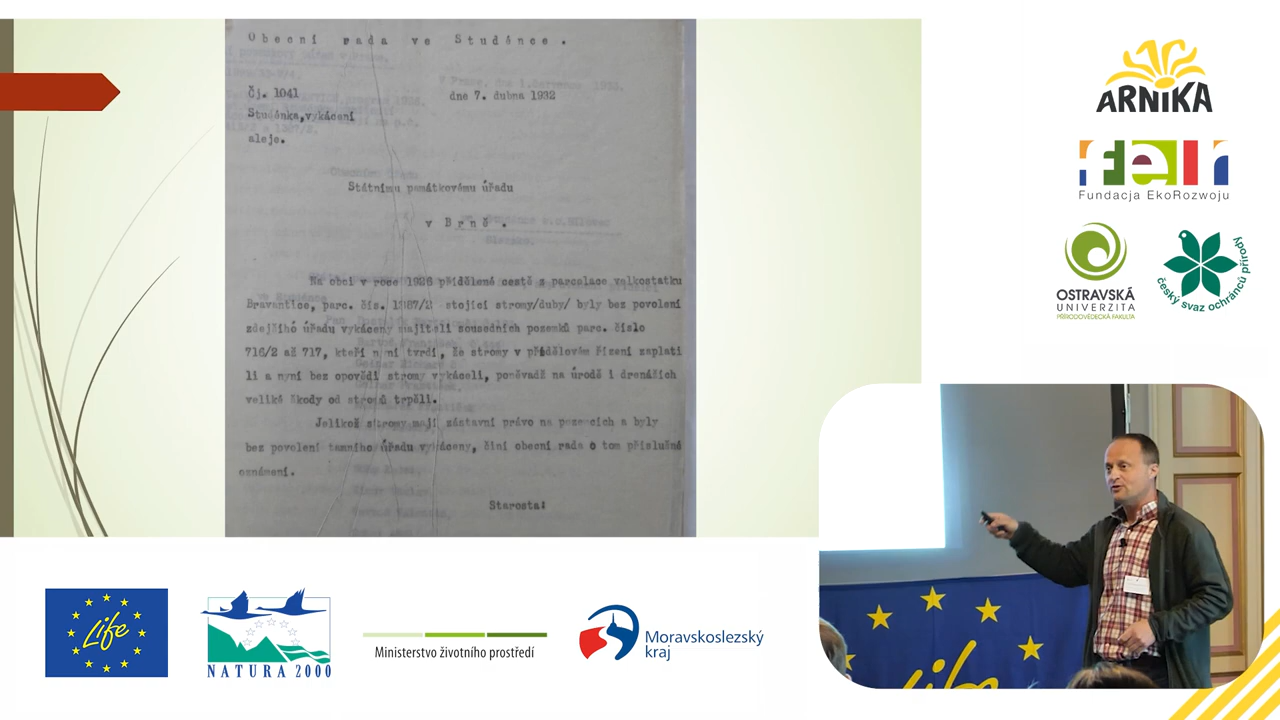 Obecní rada ve Studénce.
čj. 1041
dne 7. dubna 1932
Studénka, vykácení
aleje.
Státnímu památkovému úřadu
v Brně.
Na obci v roce 1926 přidělené cestě s parcelace velkostatku
Bravantice, parc. čís. 1387/2 stojící stromy/duby/ byly bez povolení
zdejšího úřadu vykáceny majiteli sousedních pozemků parc. číslo
716/2 až 717, kteří nyní tvrdí, že stromy v přídělovém řízení zaplati
li a nyní bez opovědi stromy vykáceli, poněvadž na úrodě i drenážích
veliké škody od stromů trpěli.
Jelikož stromy mají zástavní právo na pozemcích a byly
bez povolení tamního úřadu vykáceny, činí obecní rada o tom příslušné
oznámení.
Starosta:
ARNIKA
fer
Fundacja EkoRozwoju
OSTRAVSKÁ
UNIVERZITA
PŘÍRODOVĚDECKÁ FAKULTA
český svaz ochránců přírody
Life
NATURA 2000
Ministerstvo životního prostředí
Moravskoslezský
kraj
Life